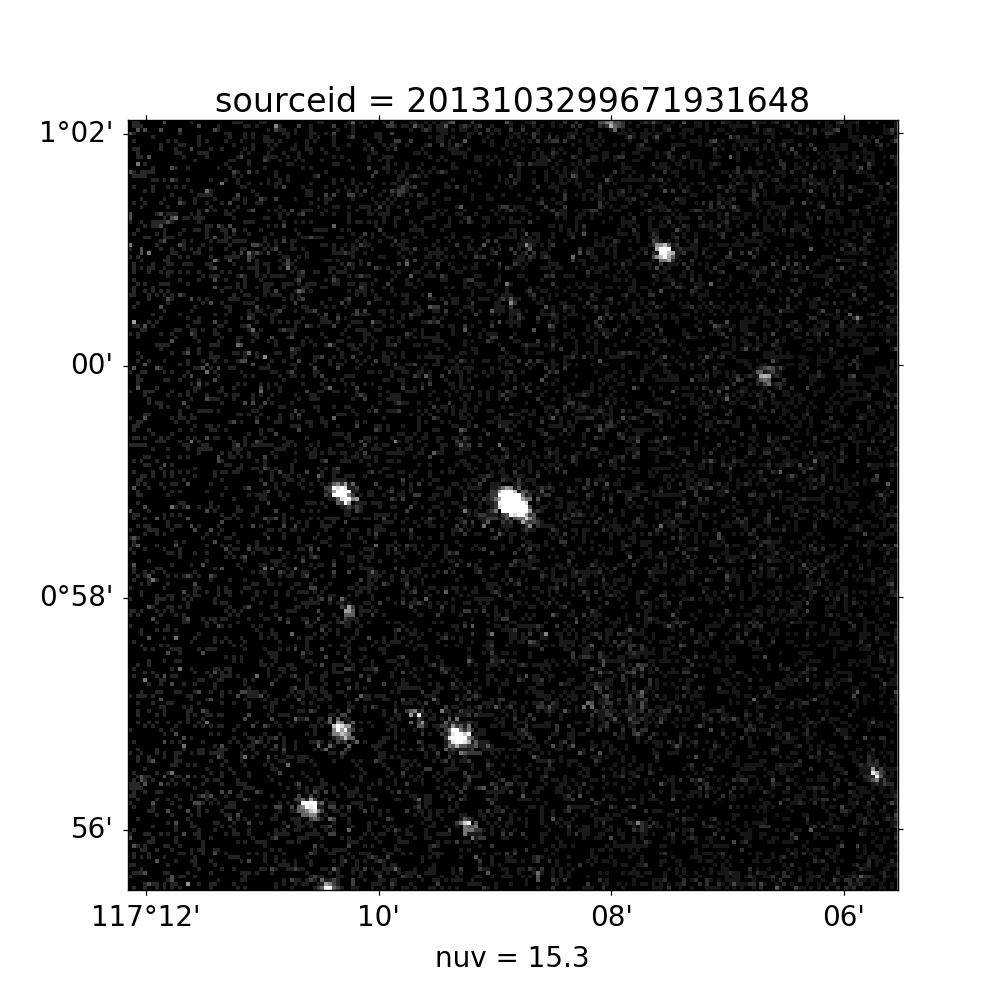 sourceid = 2013103299671931648
1°02'
00'
0°58'
56'
117°12' 10' 08' 06'
nuv = 15.3